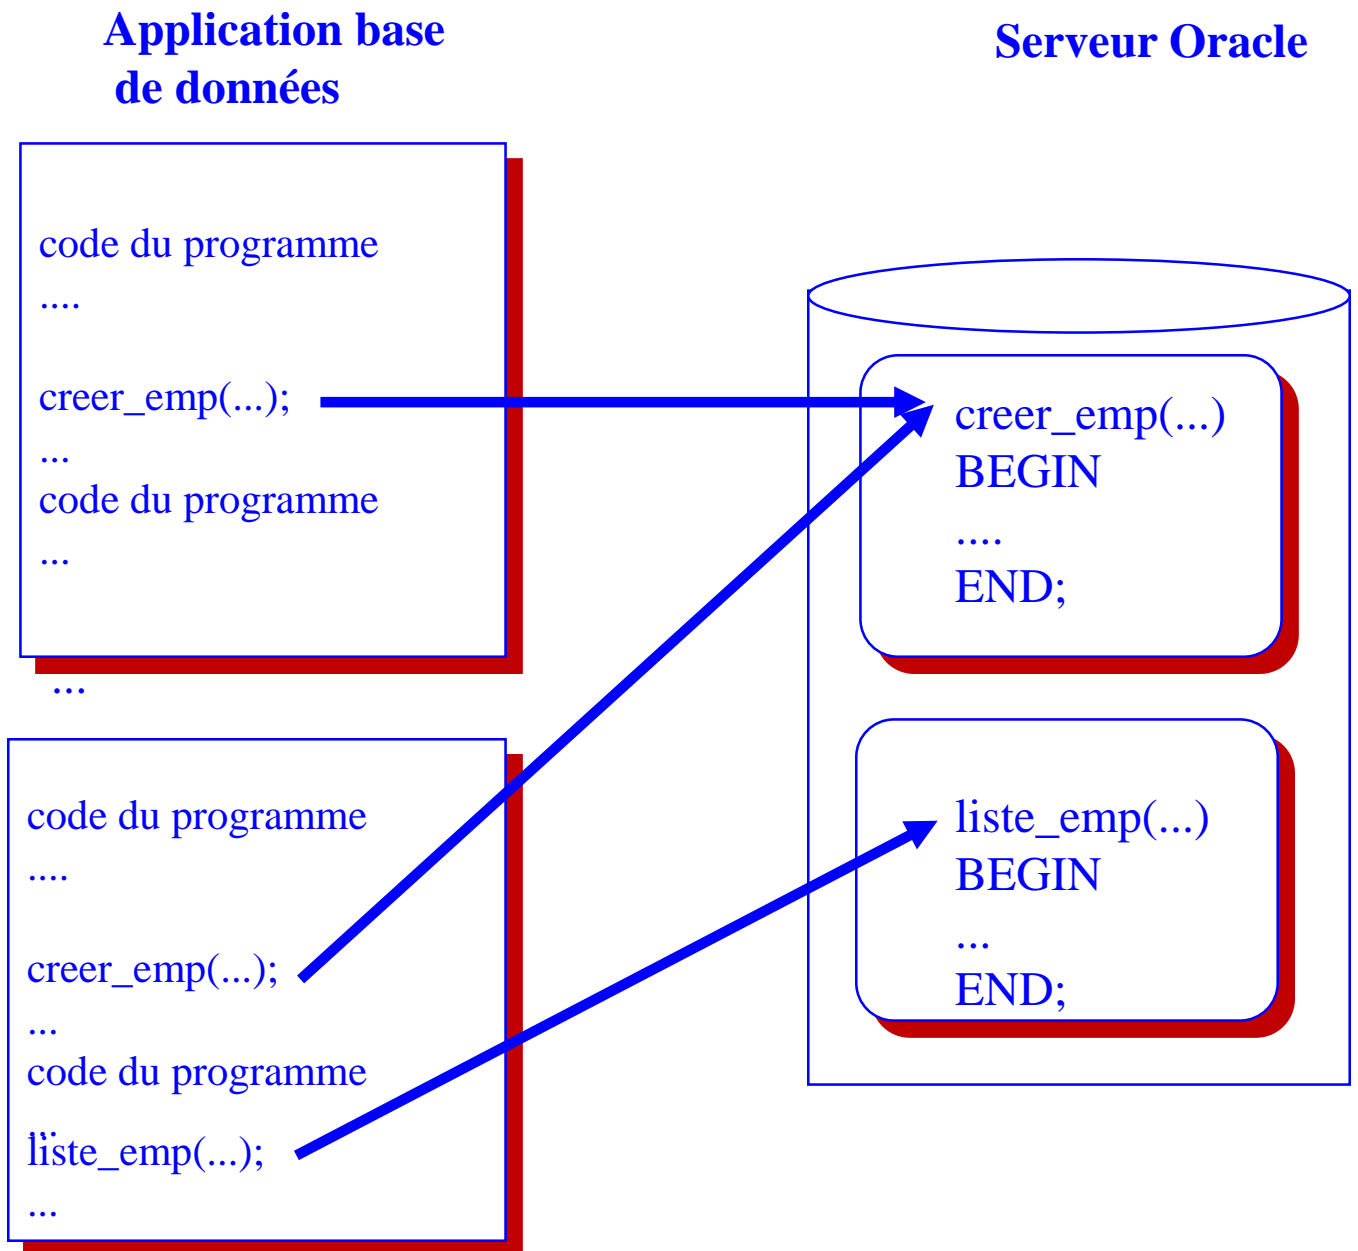 Application base
de données
Serveur Oracle
code du programme
....
creer_emp(...);
...
code du programme
...
...
code du programme
....
creer_emp(...);
...
code du programme
...
liste_emp(...);
...
creer_emp(...)
BEGIN
....
END;
liste_emp(...)
BEGIN
...
END;